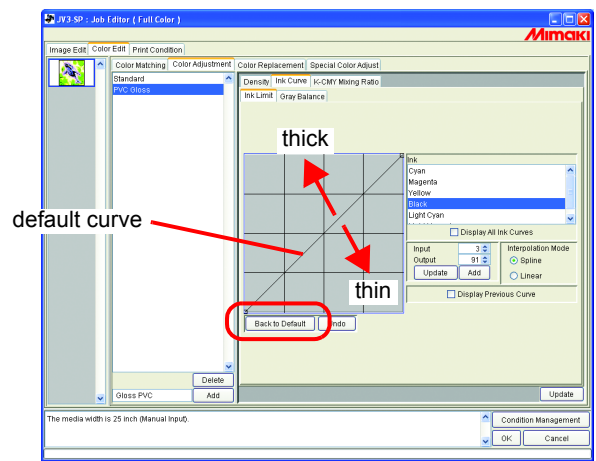 JV3-SP : Job Editor ( Full Color )
Mimaki
Image Edit Color Edit Print Condition
Color Matching Color Adjustment Color Replacement Special Color Adjust
Standard
PVC Gloss
Density Ink Curve K-CMY Mixing Ratio
Ink Limit Gray Balance
thick
default curve
thin
Ink
Cyan
Magenta
Yellow
Black
Light Cyan
Display All Ink Curves
Input 3
Output 91
Update Add
Interpolation Mode
Spline
Linear
Display Previous Curve
Back to Default Undo
Delete
Gloss PVC Add
Update
The media width is 25 inch (Manual Input).
Condition Management
OK Cancel